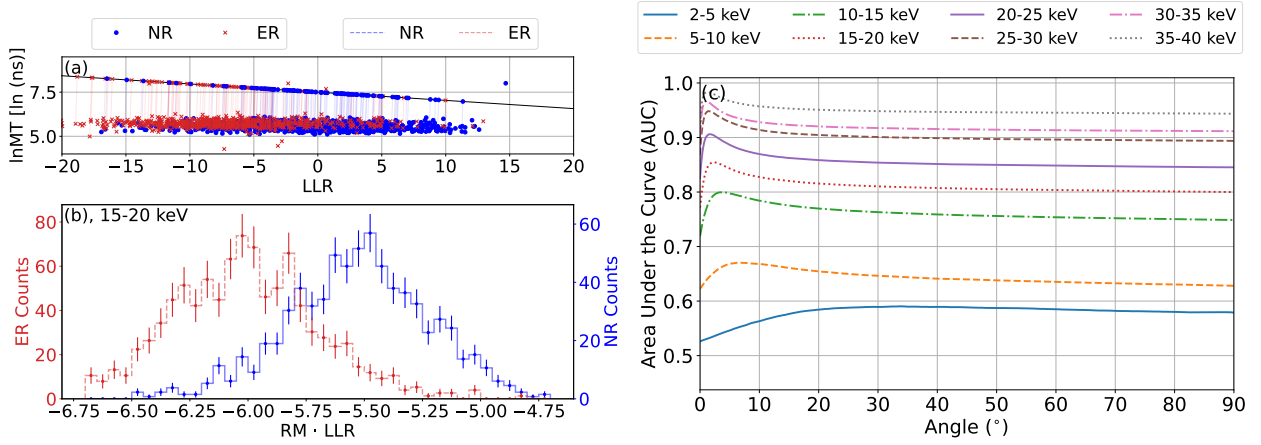 NR
ER
NR
ER
(a)
lnMT [ln (ns)]
7.5
5.0
−20
−15
−10
−5
0
5
10
15
20
LLR
(b), 15-20 keV
ER Counts
80
60
40
20
0
NR Counts
60
40
20
0
−6.75
−6.50
−6.25
−6.00
−5.75
−5.50
−5.25
−5.00
−4.75
RM · LLR
2-5 keV
10-15 keV
20-25 keV
30-35 keV
5-10 keV
15-20 keV
25-30 keV
35-40 keV
(c)
Area Under the Curve (AUC)
1.0
0.9
0.8
0.7
0.6
0.5
0
10
20
30
40
50
60
70
80
90
Angle (°)